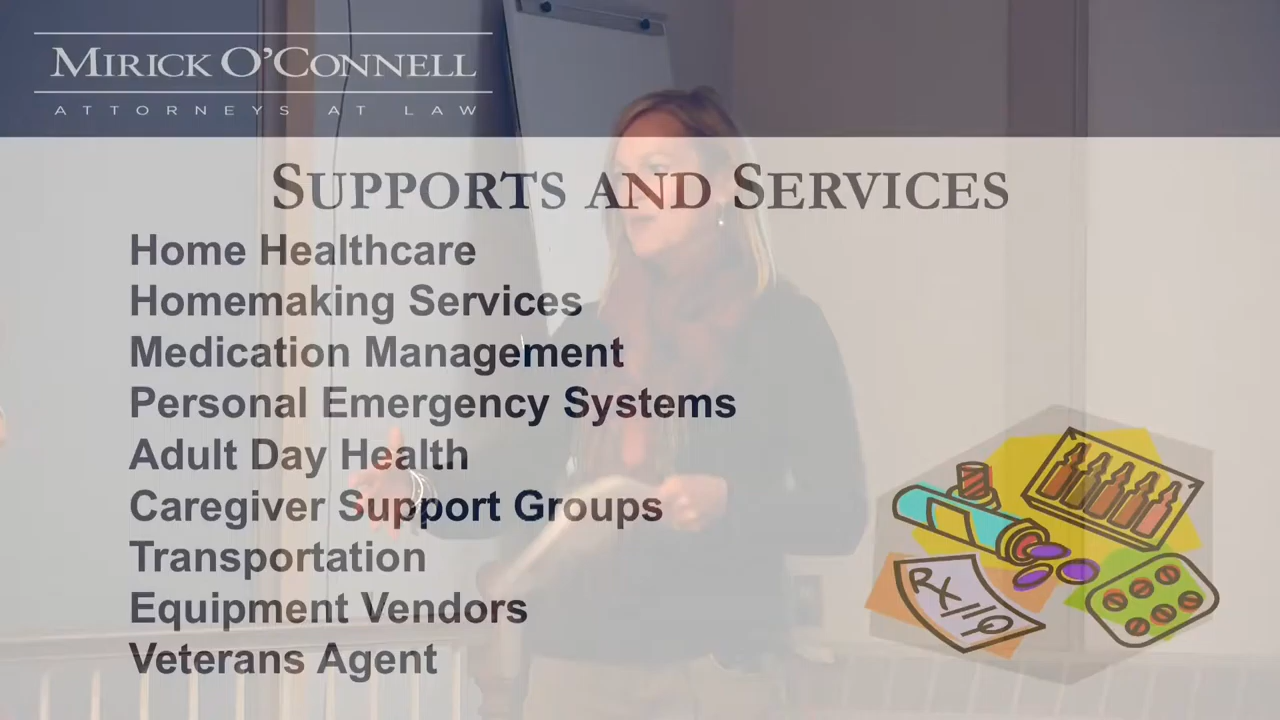 MIRICK O'CONNELL
ATTORNEYS AT LAW
SUPPORTS AND SERVICES
Home Healthcare
Homemaking Services
Medication Management
Personal Emergency Systems
Adult Day Health
Caregiver Support Groups
Transportation
Equipment Vendors
Veterans Agent
Rx